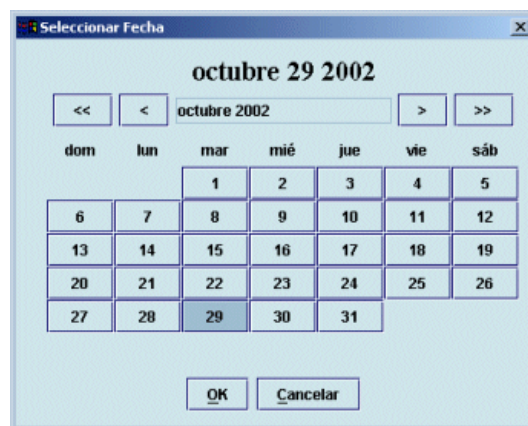 Seleccionar Fecha
octubre 29 2002
<< < octubre 2002 > >>
dom lun mar mié jue vie sáb
1 2 3 4 5
6 7 8 9 10 11 12
13 14 15 16 17 18 19
20 21 22 23 24 25 26
27 28 29 30 31
OK Cancelar